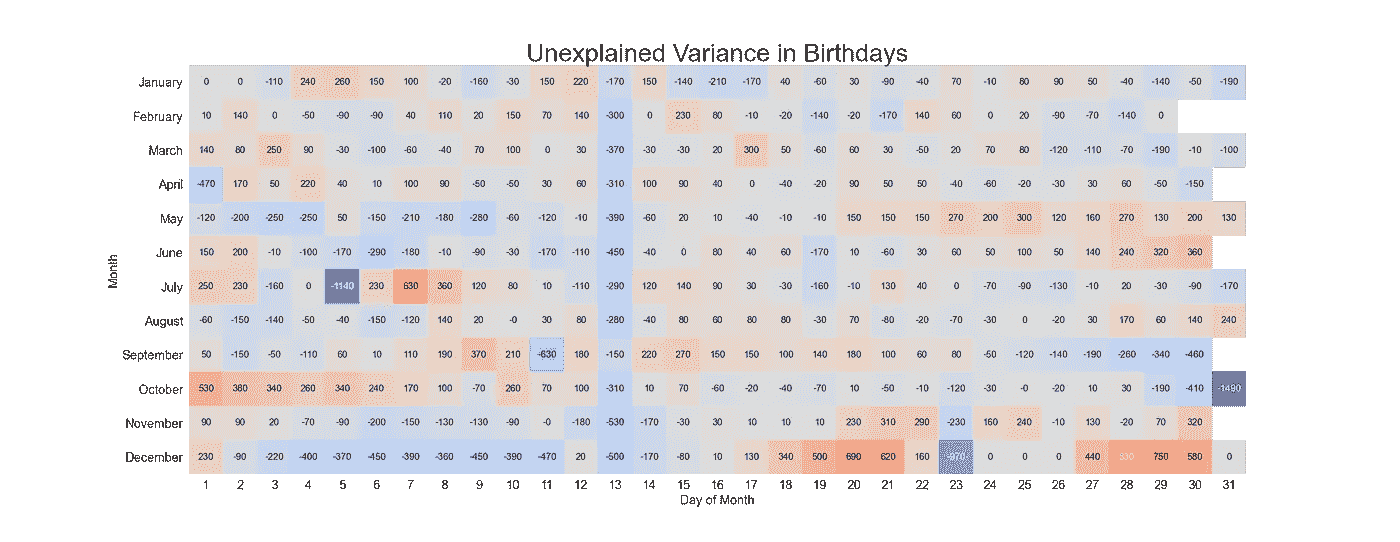 Unexplained Variance in Birthdays
January 0 0 -110 240 260 150 100 -20 -160 -30 150 220 -170 150 -140 -210 -170 40 -60 30 -90 -40 70 -10 80 90 50 -40 -140 -50 -190
February 10 140 0 -50 -90 -90 40 110 20 150 70 140 -300 0 230 80 -10 -20 -140 -20 -170 140 60 0 20 -90 -70 -140 0
March 140 80 250 90 -30 -100 -60 -40 70 100 0 30 -370 -30 -30 20 300 50 -60 60 30 -50 20 70 80 -120 -110 -70 -190 -10 -100
April -470 170 50 220 40 10 100 90 -50 -50 30 60 -310 100 90 40 0 -40 -20 90 50 50 -40 -60 -20 -30 30 60 -50 -150
May -120 -200 -250 -250 50 -150 -210 -180 -280 -60 -120 -10 -390 -60 20 10 -40 -10 -10 150 150 150 270 200 300 120 160 270 130 200 130
June 150 200 -10 -100 -170 -290 -180 -10 -90 -30 -170 -110 -450 -40 0 80 40 60 -190 10 -60 30 60 50 100 50 140 240 320 360
Month
July 250 230 -160 0 -1140 230 630 360 120 80 10 -110 -290 120 140 90 30 -30 -160 -10 130 40 0 -70 -90 -130 -10 20 -30 -90 -170
August -60 -150 -140 -50 -40 -150 -120 140 20 -0 30 80 -280 -40 80 60 80 80 -30 70 -80 -20 -70 -30 0 -20 30 170 60 140 240
September 50 -150 -50 -110 60 10 110 190 370 210 -630 180 -150 220 270 150 150 100 140 180 100 60 80 -50 -120 -140 -190 -260 -340 -460
October 530 380 340 260 340 240 170 100 -70 260 70 100 -310 10 70 -60 -20 -40 -70 10 -50 -10 -120 -30 -0 -20 10 30 -190 -410 -1490
November 90 90 20 -70 -90 -200 -150 -130 -130 -90 -0 -180 -530 -170 -30 30 10 10 10 230 310 290 -230 160 240 -10 130 -20 70 320
December 230 -90 -220 -400 -370 -450 -390 -360 -450 -390 -470 20 -500 -170 -80 10 130 340 500 690 620 160 -970 0 0 0 440 750 580 0
1 2 3 4 5 6 7 8 9 10 11 12 13 14 15 16 17 18 19 20 21 22 23 24 25 26 27 28 29 30 31
Day of Month